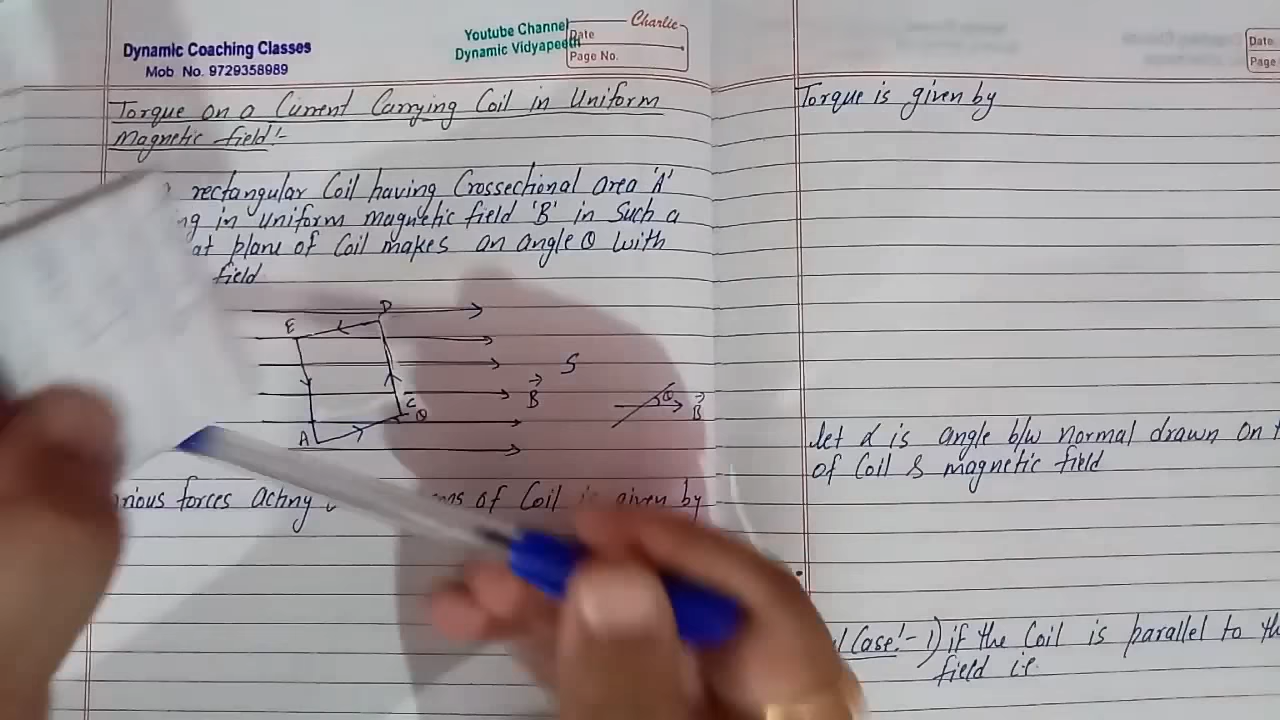 Dynamic Coaching Classes
Mob No. 9729358989
Youtube Channel
Dynamic Vidyapeeth
Charlie
Date
Page No.
Torque on a Current Carrying Coil in Uniform
Magnetic field:-
rectangular Coil having Crossectional area 'A'
in uniform magnetic field 'B' in Such a
plane of Coil makes an angle θ with
field
D
E
S
B
C
θ
θ
B
A
forces acting of Coil is given by
Date
Page
Torque is given by
let α is angle b/w normal drawn on
of Coil & magnetic field
Case:- 1) if the Coil is parallel to
field i.e